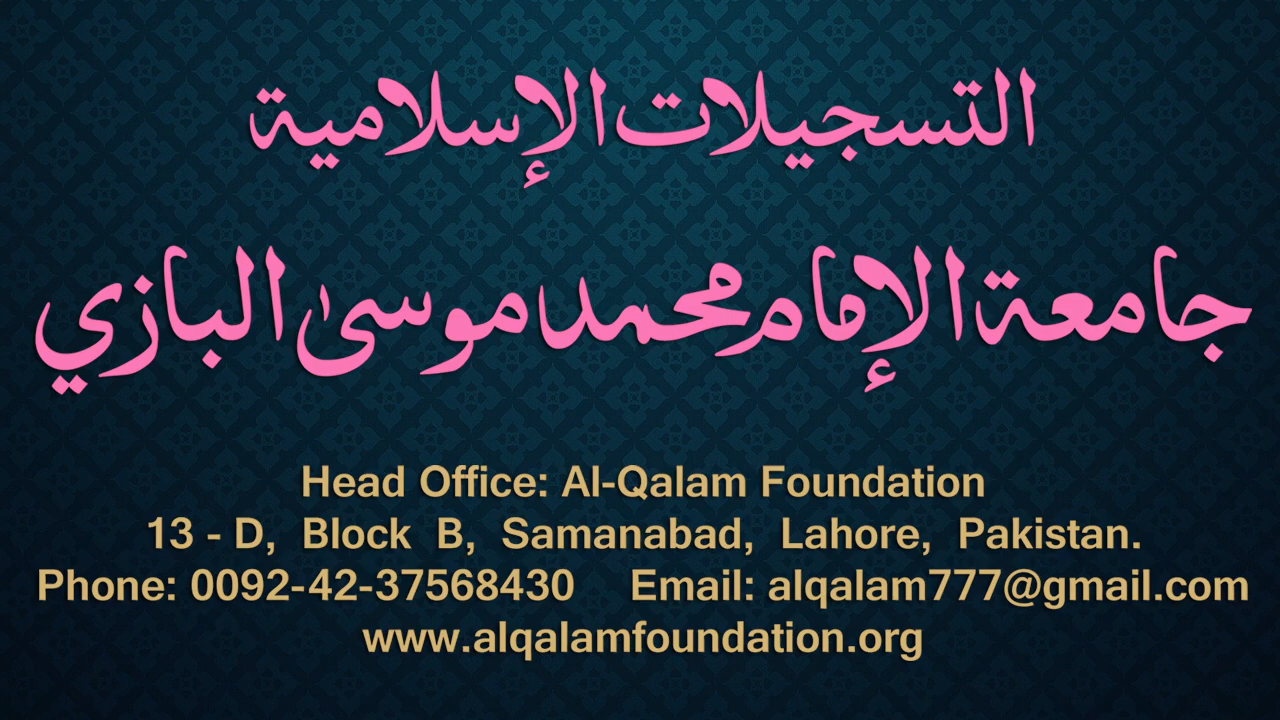 التسجيلات الإسلامية
جامعة الإمام محمد موسىٰ البازي
Head Office: Al-Qalam Foundation
13 - D, Block B, Samanabad, Lahore, Pakistan.
Phone: 0092-42-37568430 Email: alqalam777@gmail.com
www.alqalamfoundation.org